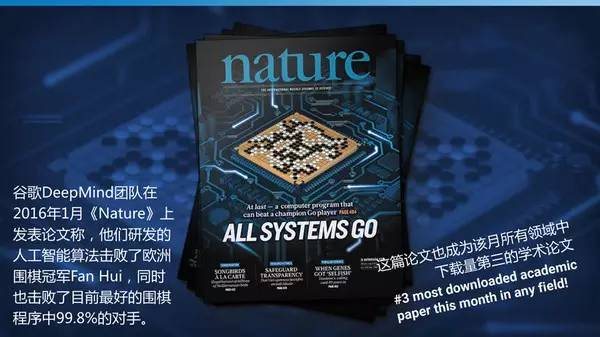 nature
THE INTERNATIONAL WEEKLY JOURNAL OF SCIENCE
At last — a computer program that
can beat a champion Go player PAGE 484
ALL SYSTEMS GO
SONGBIRDS
À LA CARTE
SAFEGUARD
TRANSPARENCY
WHEN GENES
GOT 'SELFISH'
谷歌DeepMind团队在
2016年1月《Nature》上
发表论文称，他们研发的
人工智能算法击败了欧洲
围棋冠军Fan Hui，同时
也击败了目前最好的围棋
程序中99.8%的对手。
这篇论文也成为该月所有领域中
下载量第三的学术论文
#3 most downloaded academic
paper this month in any field!